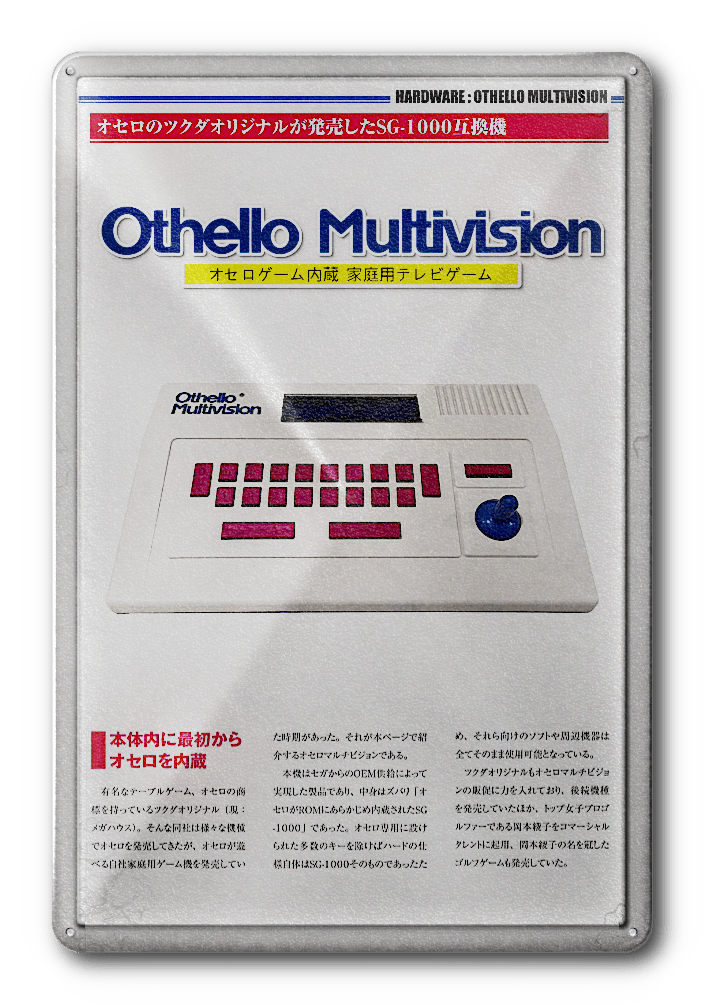 HARDWARE : OTHELLO MULTIVISION
オセロのツクダオリジナルが発売したSG-1000互換機
Othello Multivision
オセロゲーム内蔵 家庭用テレビゲーム
Othello
Multivision
本体内に最初から
オセロを内蔵
有名なテーブルゲーム、オセロの商
標を持っているツクダオリジナル（現：
メガハウス）。そんな同社は様々な機種
でオセロを発売してきたが、オセロが遊
べる自社家庭用ゲーム機を発売してい
た時期があった。それが本ページで紹
介するオセロマルチビジョンである。
本機はセガからのOEM供給によって
実現した製品であり、中身はズバリ「オ
セロがROMにあらかじめ内蔵されたSG
-1000」であった。オセロ専用に設け
られた多数のキーを除けばハードの仕
様自体はSG-1000そのものであったた
め、それら向けのソフトや周辺機器は
全てそのまま使用可能となっている。
ツクダオリジナルもオセロマルチビジョ
ンの販促に力を入れており、後続機種
を発売していたほか、トップ女子プロゴ
ルファーである岡本綾子をコマーシャル
タレントに起用、岡本綾子の名を冠した
ゴルフゲームも発売していた。